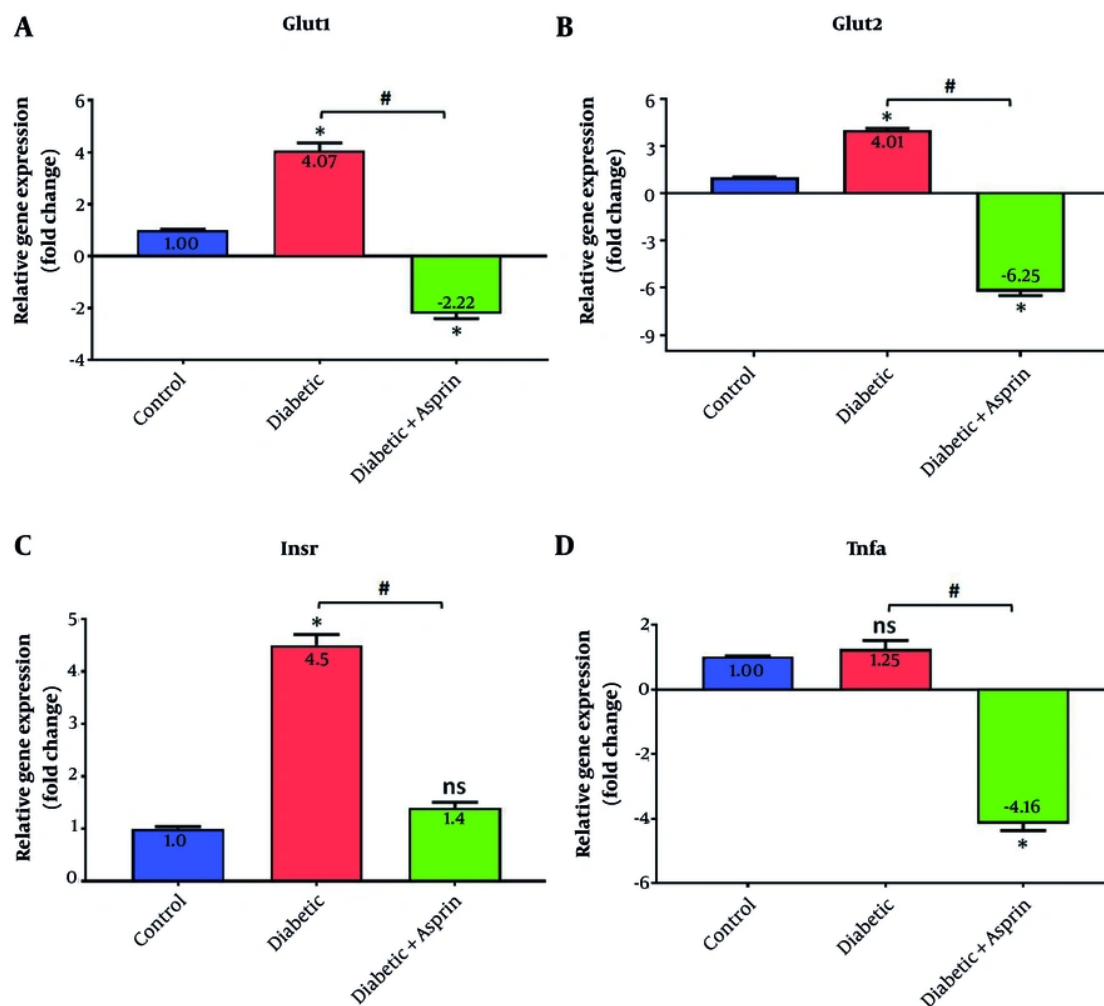 A
Glut1
Relative gene expression
(fold change)
6
4
2
0
-2
-4
#
*
1.00
4.07
-2.22
*
Control
Diabetic
Diabetic + Asprin
B
Glut2
Relative gene expression
(fold change)
6
3
0
-3
-6
-9
#
*
4.01
-6.25
*
Control
Diabetic
Diabetic + Asprin
C
Insr
Relative gene expression
(fold change)
5
4
3
2
1
0
#
*
1.0
4.5
ns
1.4
Control
Diabetic
Diabetic + Asprin
D
Tnfa
Relative gene expression
(fold change)
2
0
-2
-4
-6
#
ns
1.00
1.25
-4.16
*
Control
Diabetic
Diabetic + Asprin